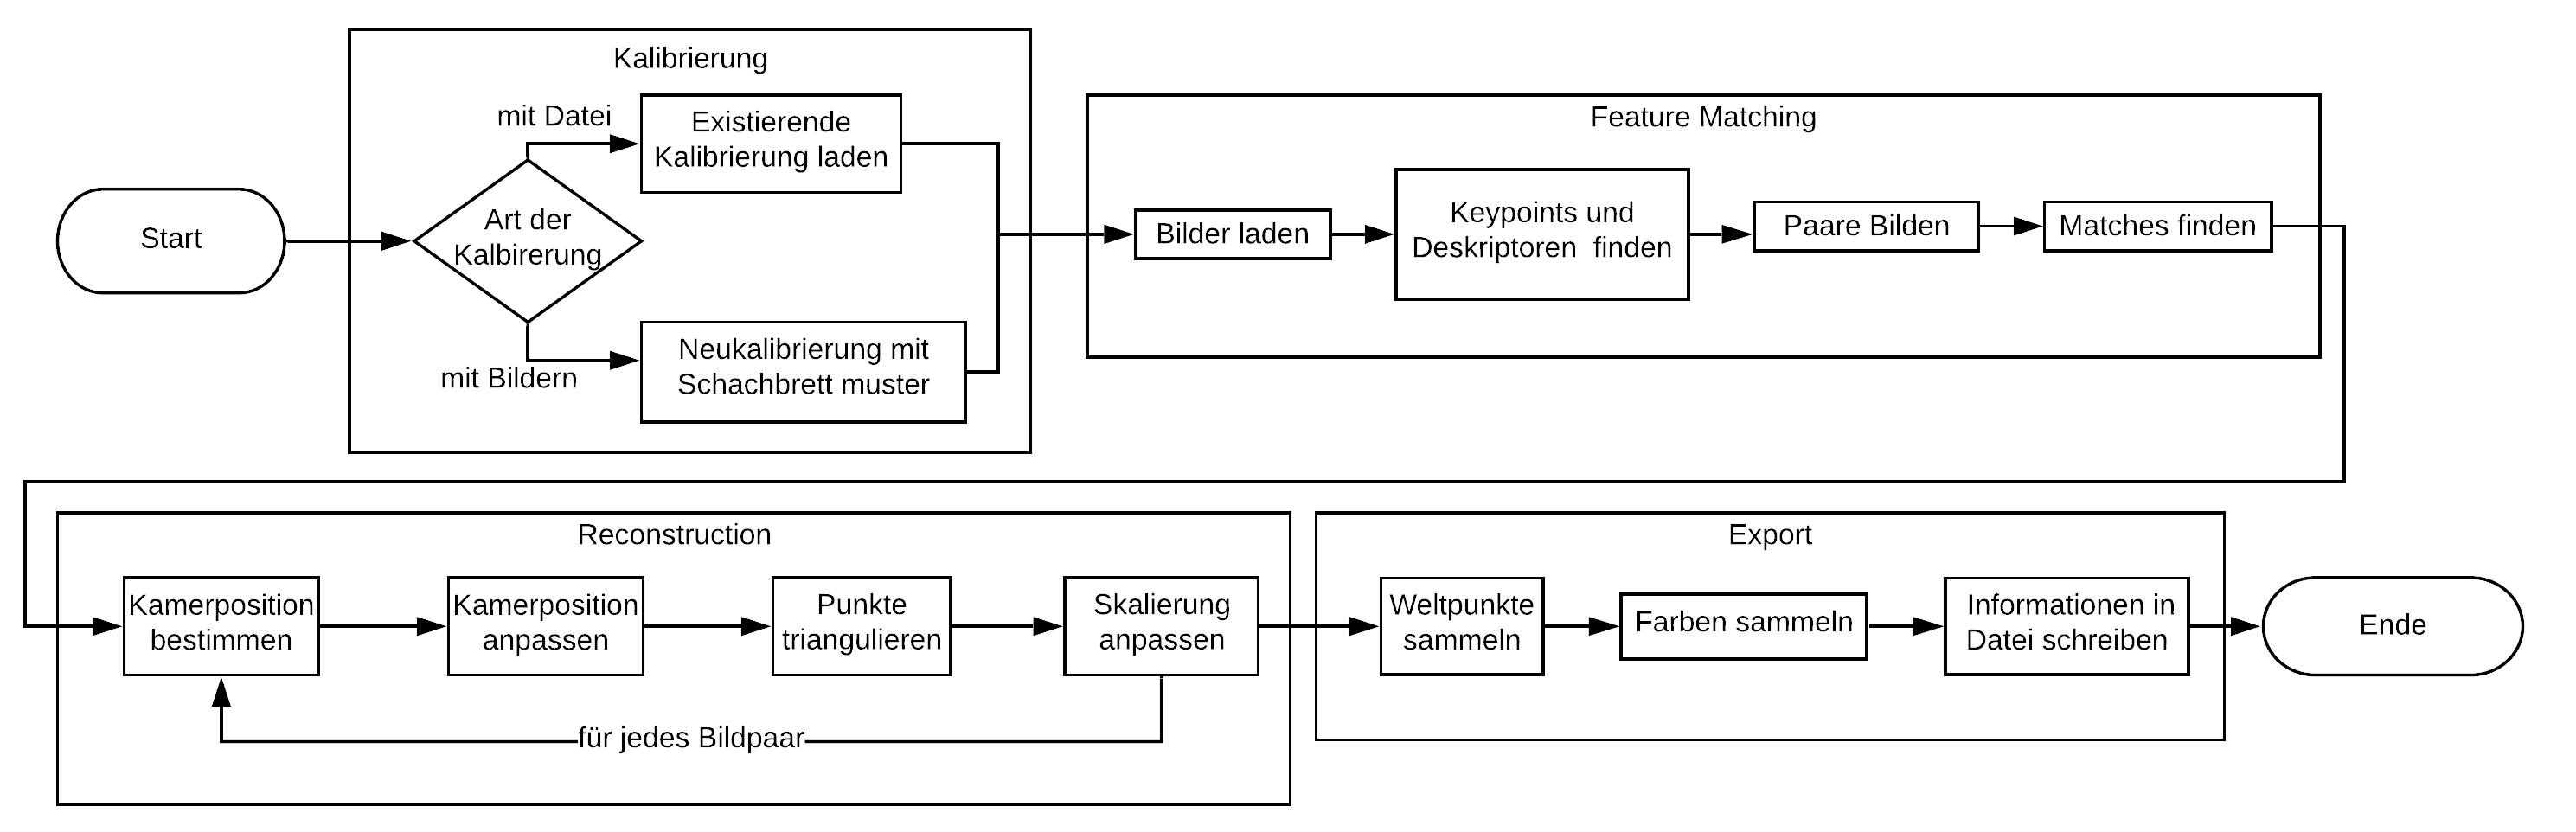 Kalibrierung
mit Datei
Existierende
Kalibrierung laden
Start
Art der
Kalbirerung
mit Bildern
Neukalibrierung mit
Schachbrett muster
Feature Matching
Bilder laden
Keypoints und
Deskriptoren  finden
Paare Bilden
Matches finden
Reconstruction
Kamerposition
bestimmen
Kamerposition
anpassen
Punkte
triangulieren
Skalierung
anpassen
für jedes Bildpaar
Export
Weltpunkte
sammeln
Farben sammeln
Informationen in
Datei schreiben
Ende